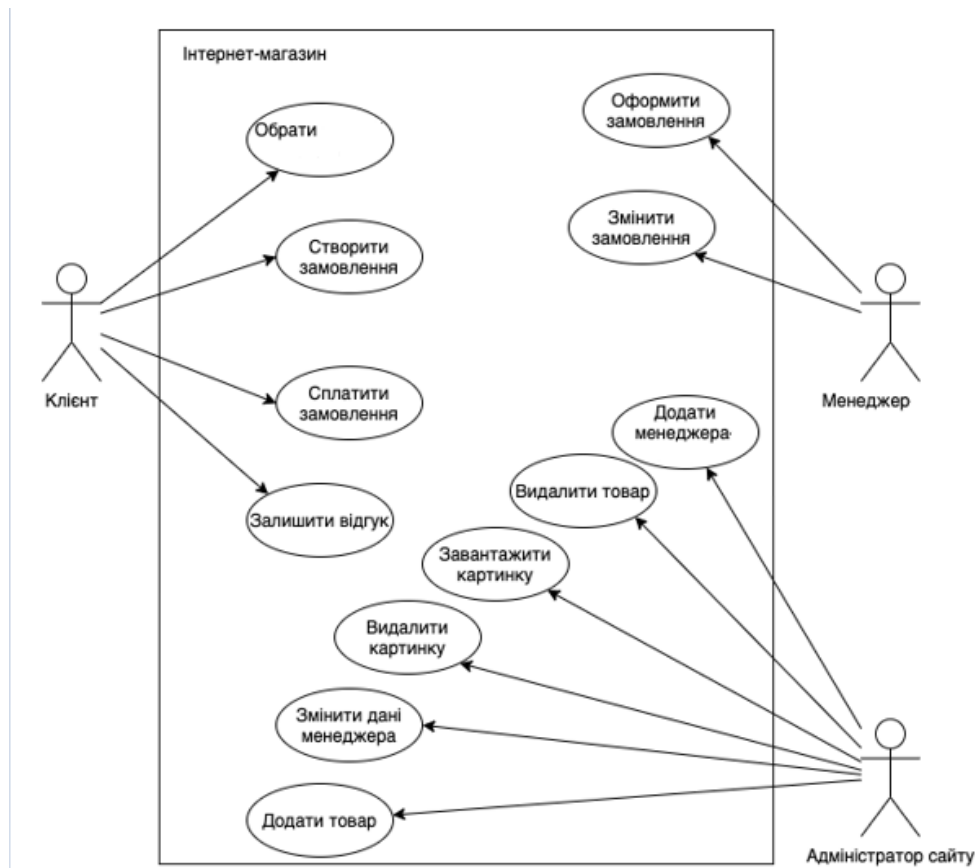 Інтернет-магазин
Обрати
Оформити
замовлення
Створити
замовлення
Змінити
замовлення
Клієнт
Менеджер
Сплатити
замовлення
Додати
менеджера
Видалити товар
Залишити відгук
Завантажити
картинку
Видалити
картинку
Змінити дані
менеджера
Додати товар
Адміністратор сайту